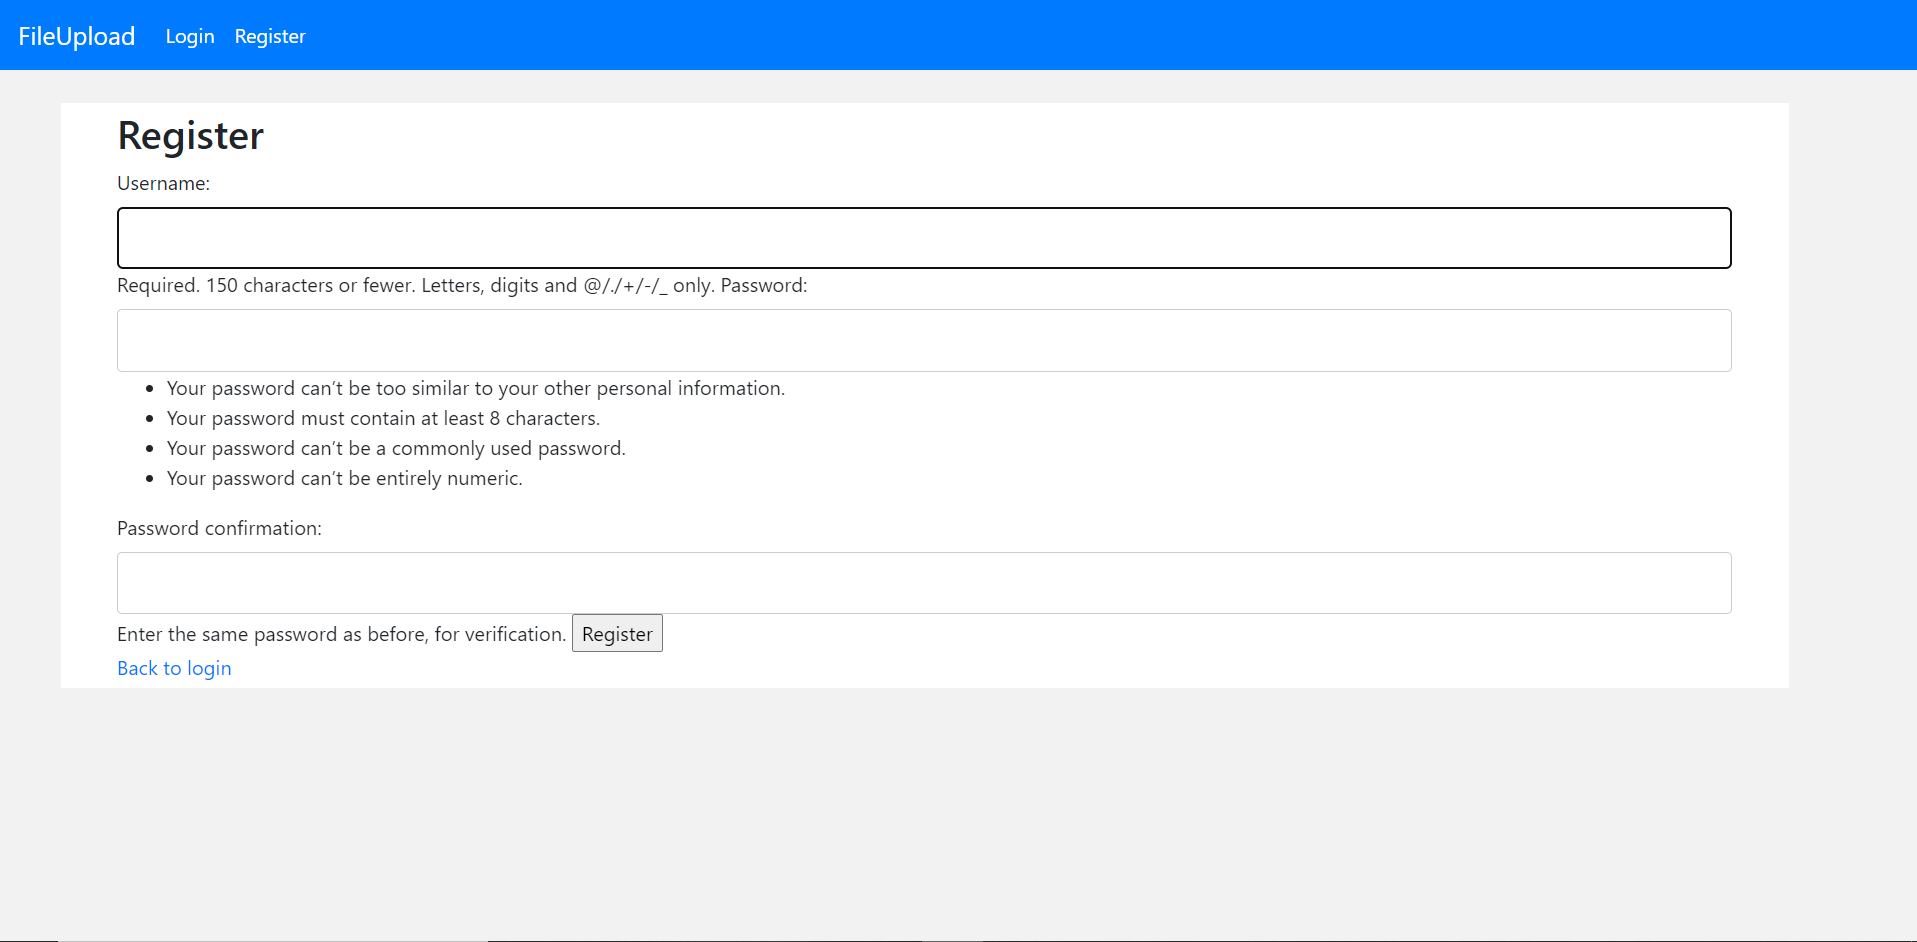 FileUpload Login Register
Register
Username:
Required. 150 characters or fewer. Letters, digits and @/./+/-/_ only. Password:
• Your password can’t be too similar to your other personal information.
• Your password must contain at least 8 characters.
• Your password can’t be a commonly used password.
• Your password can’t be entirely numeric.
Password confirmation:
Enter the same password as before, for verification. Register
Back to login